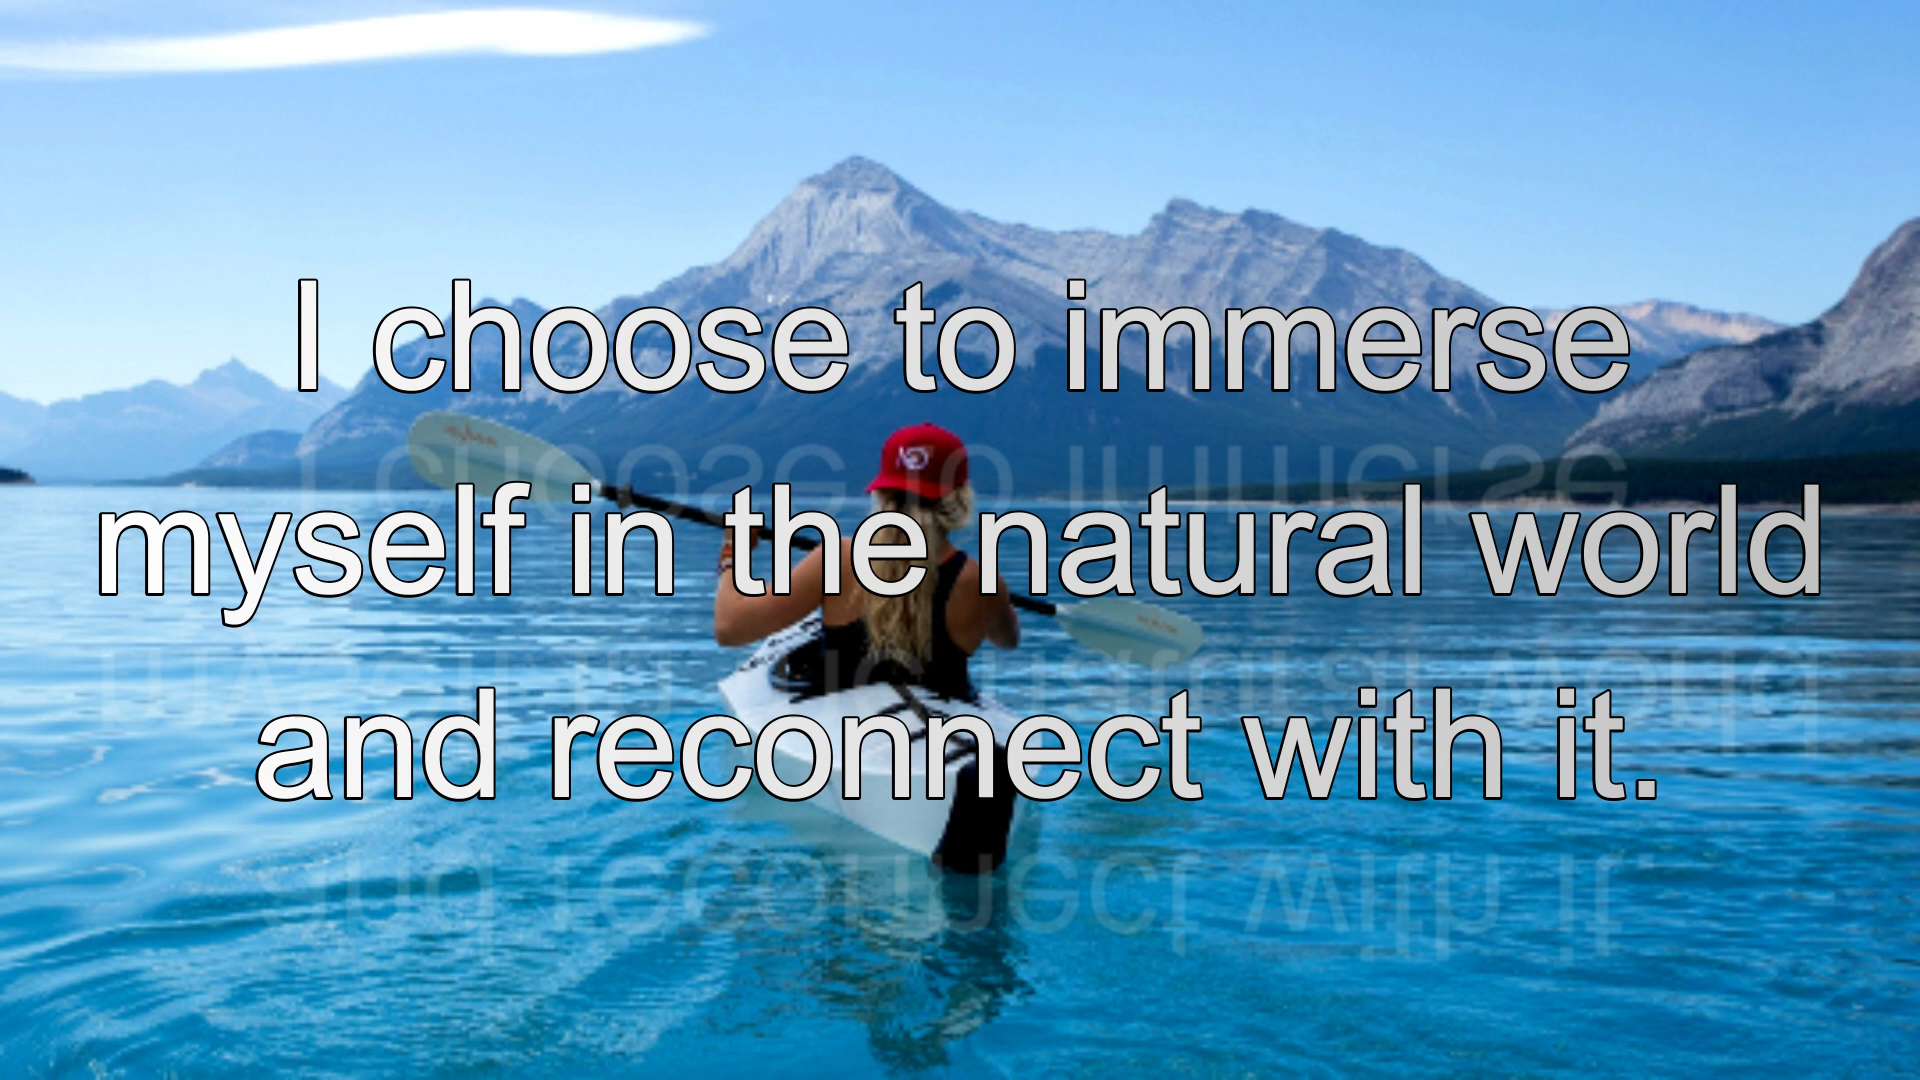 I choose to immerse
myself in the natural world
and reconnect with it.